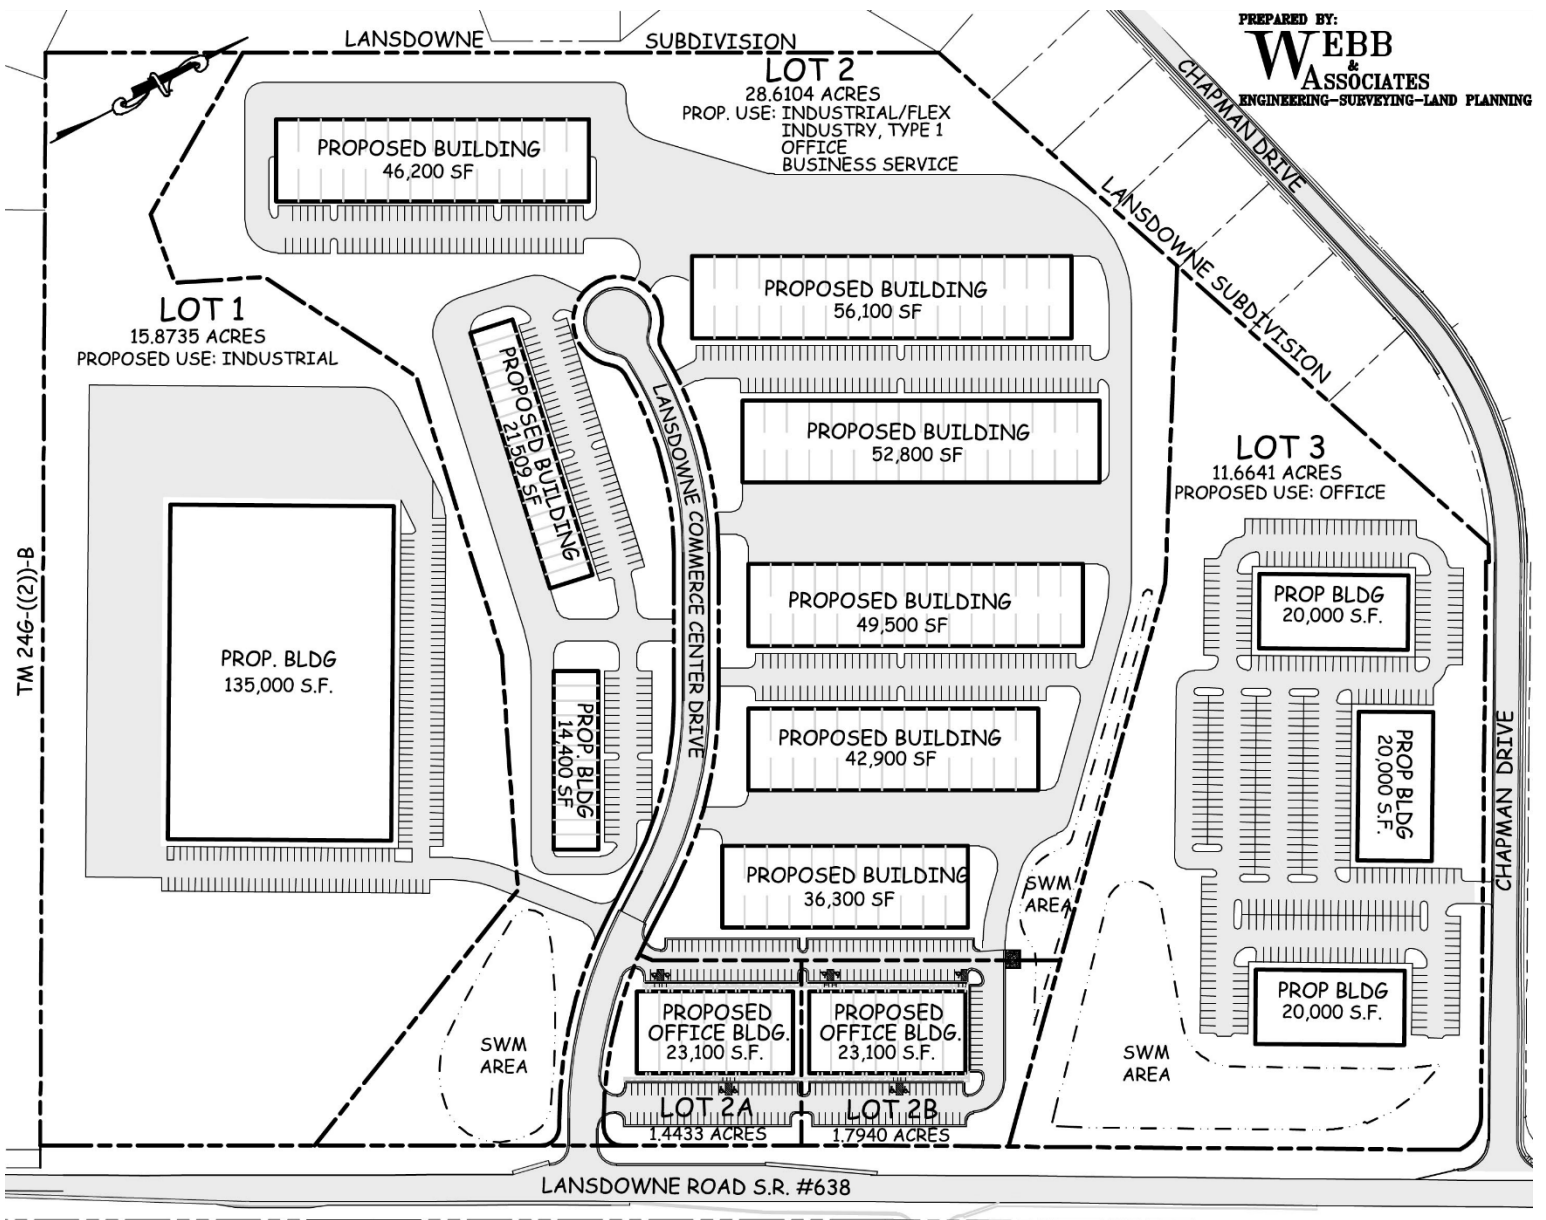 PREPARED BY:
WEBB
&
ASSOCIATES
ENGINEERING-SURVEYING-LAND PLANNING
LANSDOWNE SUBDIVISION
LOT 2
28.6104 ACRES
PROP. USE: INDUSTRIAL/FLEX
INDUSTRY, TYPE 1
OFFICE
BUSINESS SERVICE
CHAPMAN DRIVE
LANSDOWNE SUBDIVISION
PROPOSED BUILDING
46,200 SF
PROPOSED BUILDING
56,100 SF
LOT 1
15.8735 ACRES
PROPOSED USE: INDUSTRIAL
PROPOSED BUILDING
21,509 SF
LANSDOWNE COMMERCE CENTER DRIVE
PROPOSED BUILDING
52,800 SF
LOT 3
11.6641 ACRES
PROPOSED USE: OFFICE
TM 24G-((2))-B
PROP. BLDG
135,000 S.F.
PROPOSED BUILDING
49,500 SF
PROP BLDG
20,000 S.F.
PROP. BLDG
14,400 SF
PROPOSED BUILDING
42,900 SF
PROP BLDG
20,000 S.F.
CHAPMAN DRIVE
PROPOSED BUILDING
36,300 SF
SWM
AREA
PROP BLDG
20,000 S.F.
PROPOSED
OFFICE BLDG.
23,100 S.F.
PROPOSED
OFFICE BLDG.
23,100 S.F.
SWM
AREA
SWM
AREA
LOT 2A
1.4433 ACRES
LOT 2B
1.7940 ACRES
LANSDOWNE ROAD S.R. #638